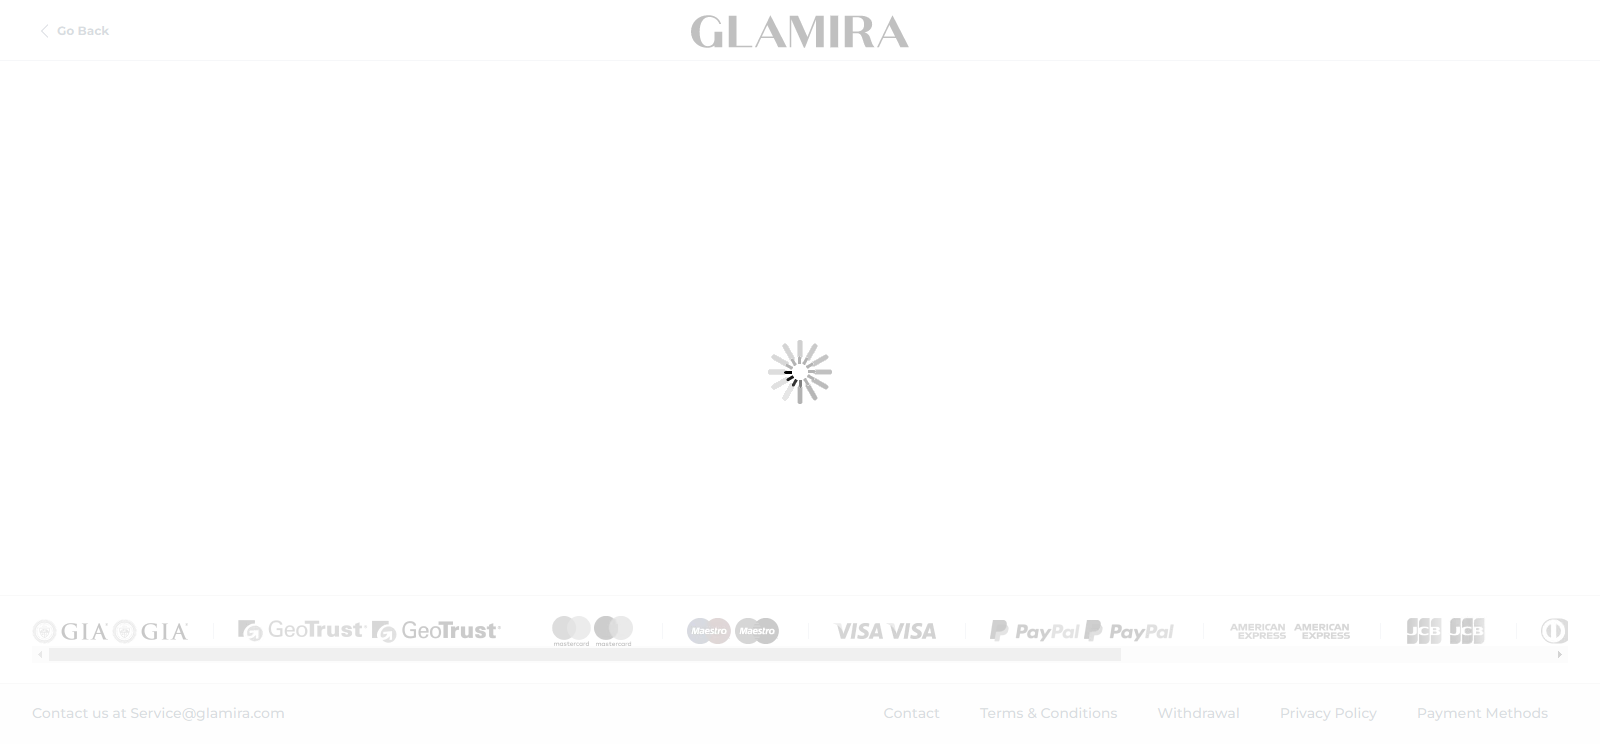 Go Back
GLAMIRA
GIA GIA GeoTrust GeoTrust mastercard mastercard Maestro Maestro VISA VISA PayPal PayPal AMERICAN EXPRESS AMERICAN EXPRESS JCB JCB
Contact us at Service@glamira.com Contact Terms & Conditions Withdrawal Privacy Policy Payment Methods